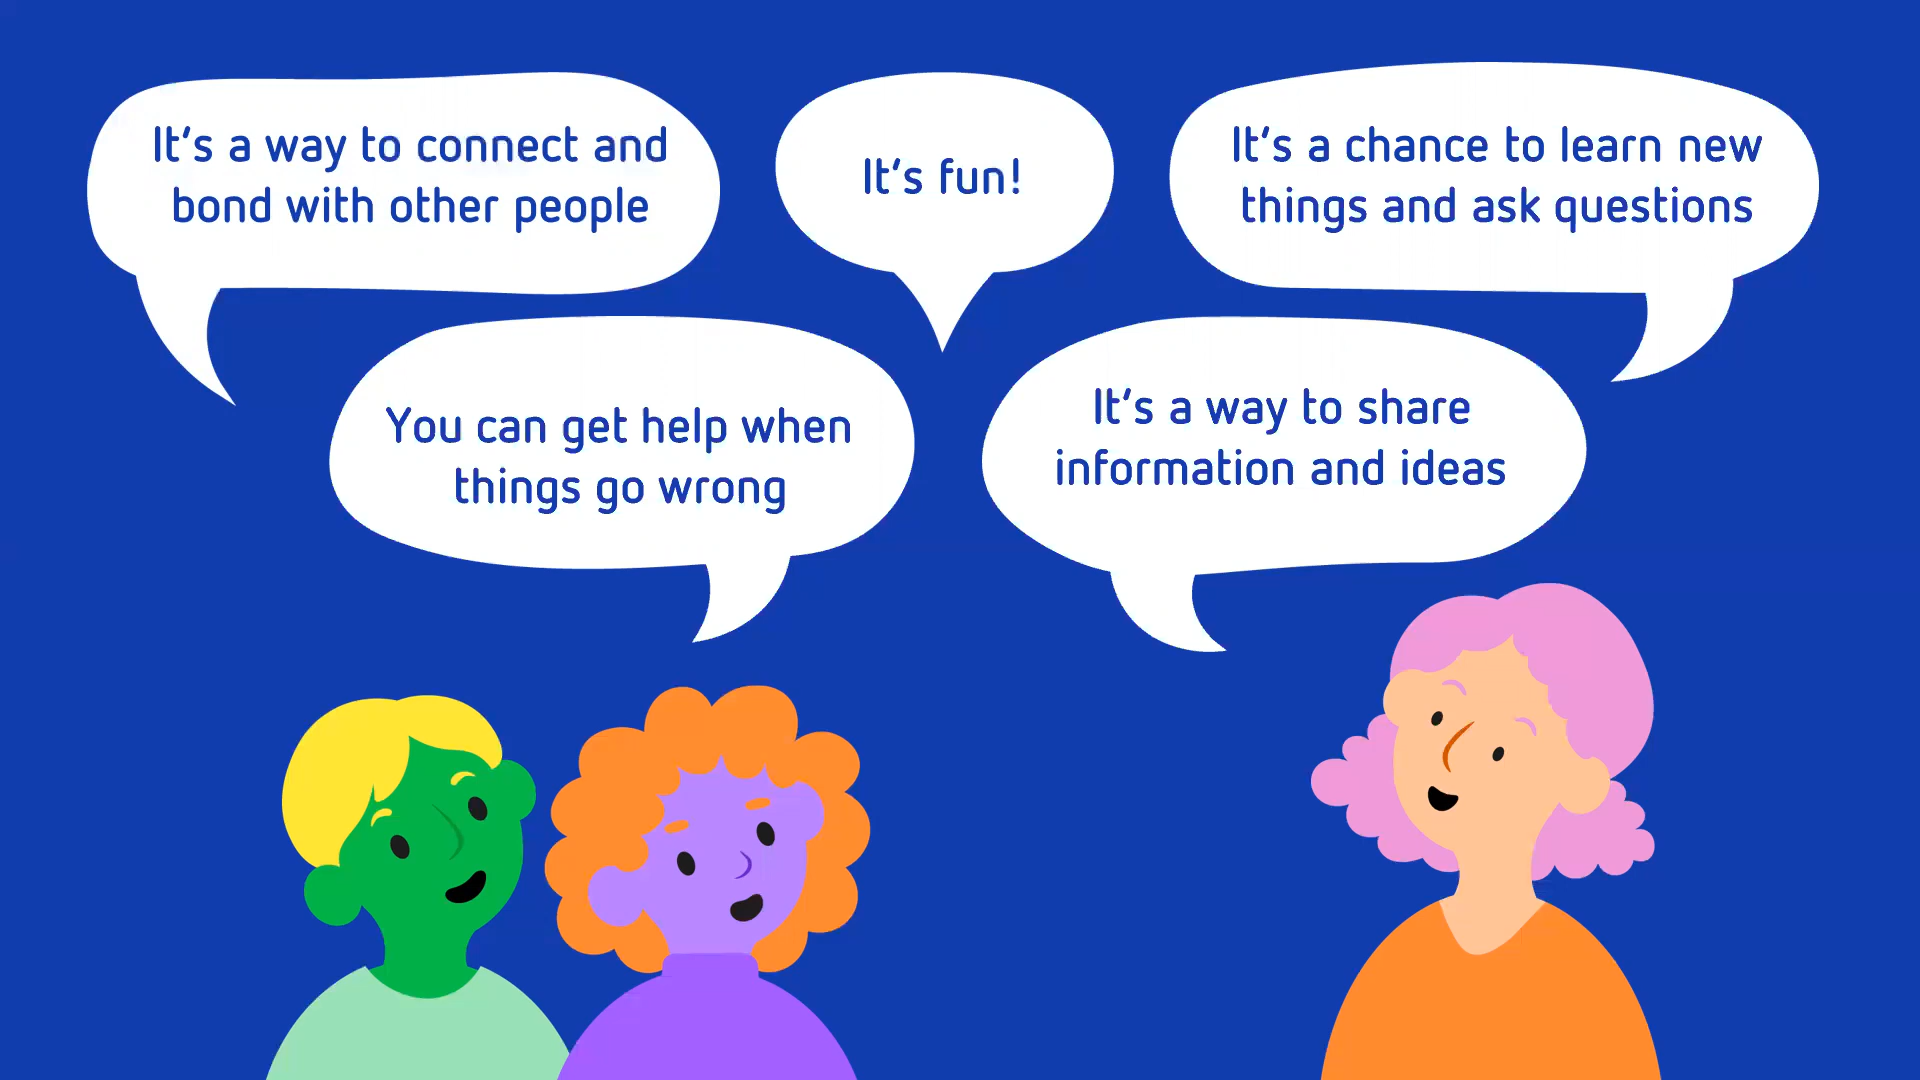 It's a way to connect and
bond with other people
It's fun!
It's a chance to learn new
things and ask questions
You can get help when
things go wrong
It's a way to share
information and ideas